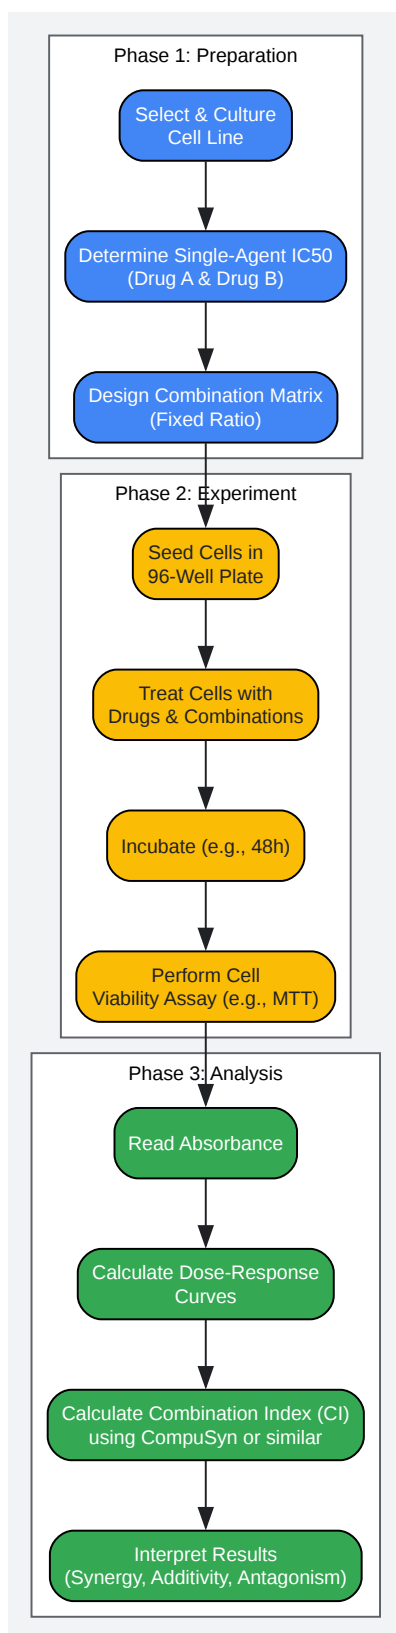 Phase 1: Preparation
Select & Culture
Cell Line
Determine Single-Agent IC50
(Drug A & Drug B)
Design Combination Matrix
(Fixed Ratio)
Phase 2: Experiment
Seed Cells in
96-Well Plate
Treat Cells with
Drugs & Combinations
Incubate (e.g., 48h)
Perform Cell
Viability Assay (e.g., MTT)
Phase 3: Analysis
Read Absorbance
Calculate Dose-Response
Curves
Calculate Combination Index (CI)
using CompuSyn or similar
Interpret Results
(Synergy, Additivity, Antagonism)